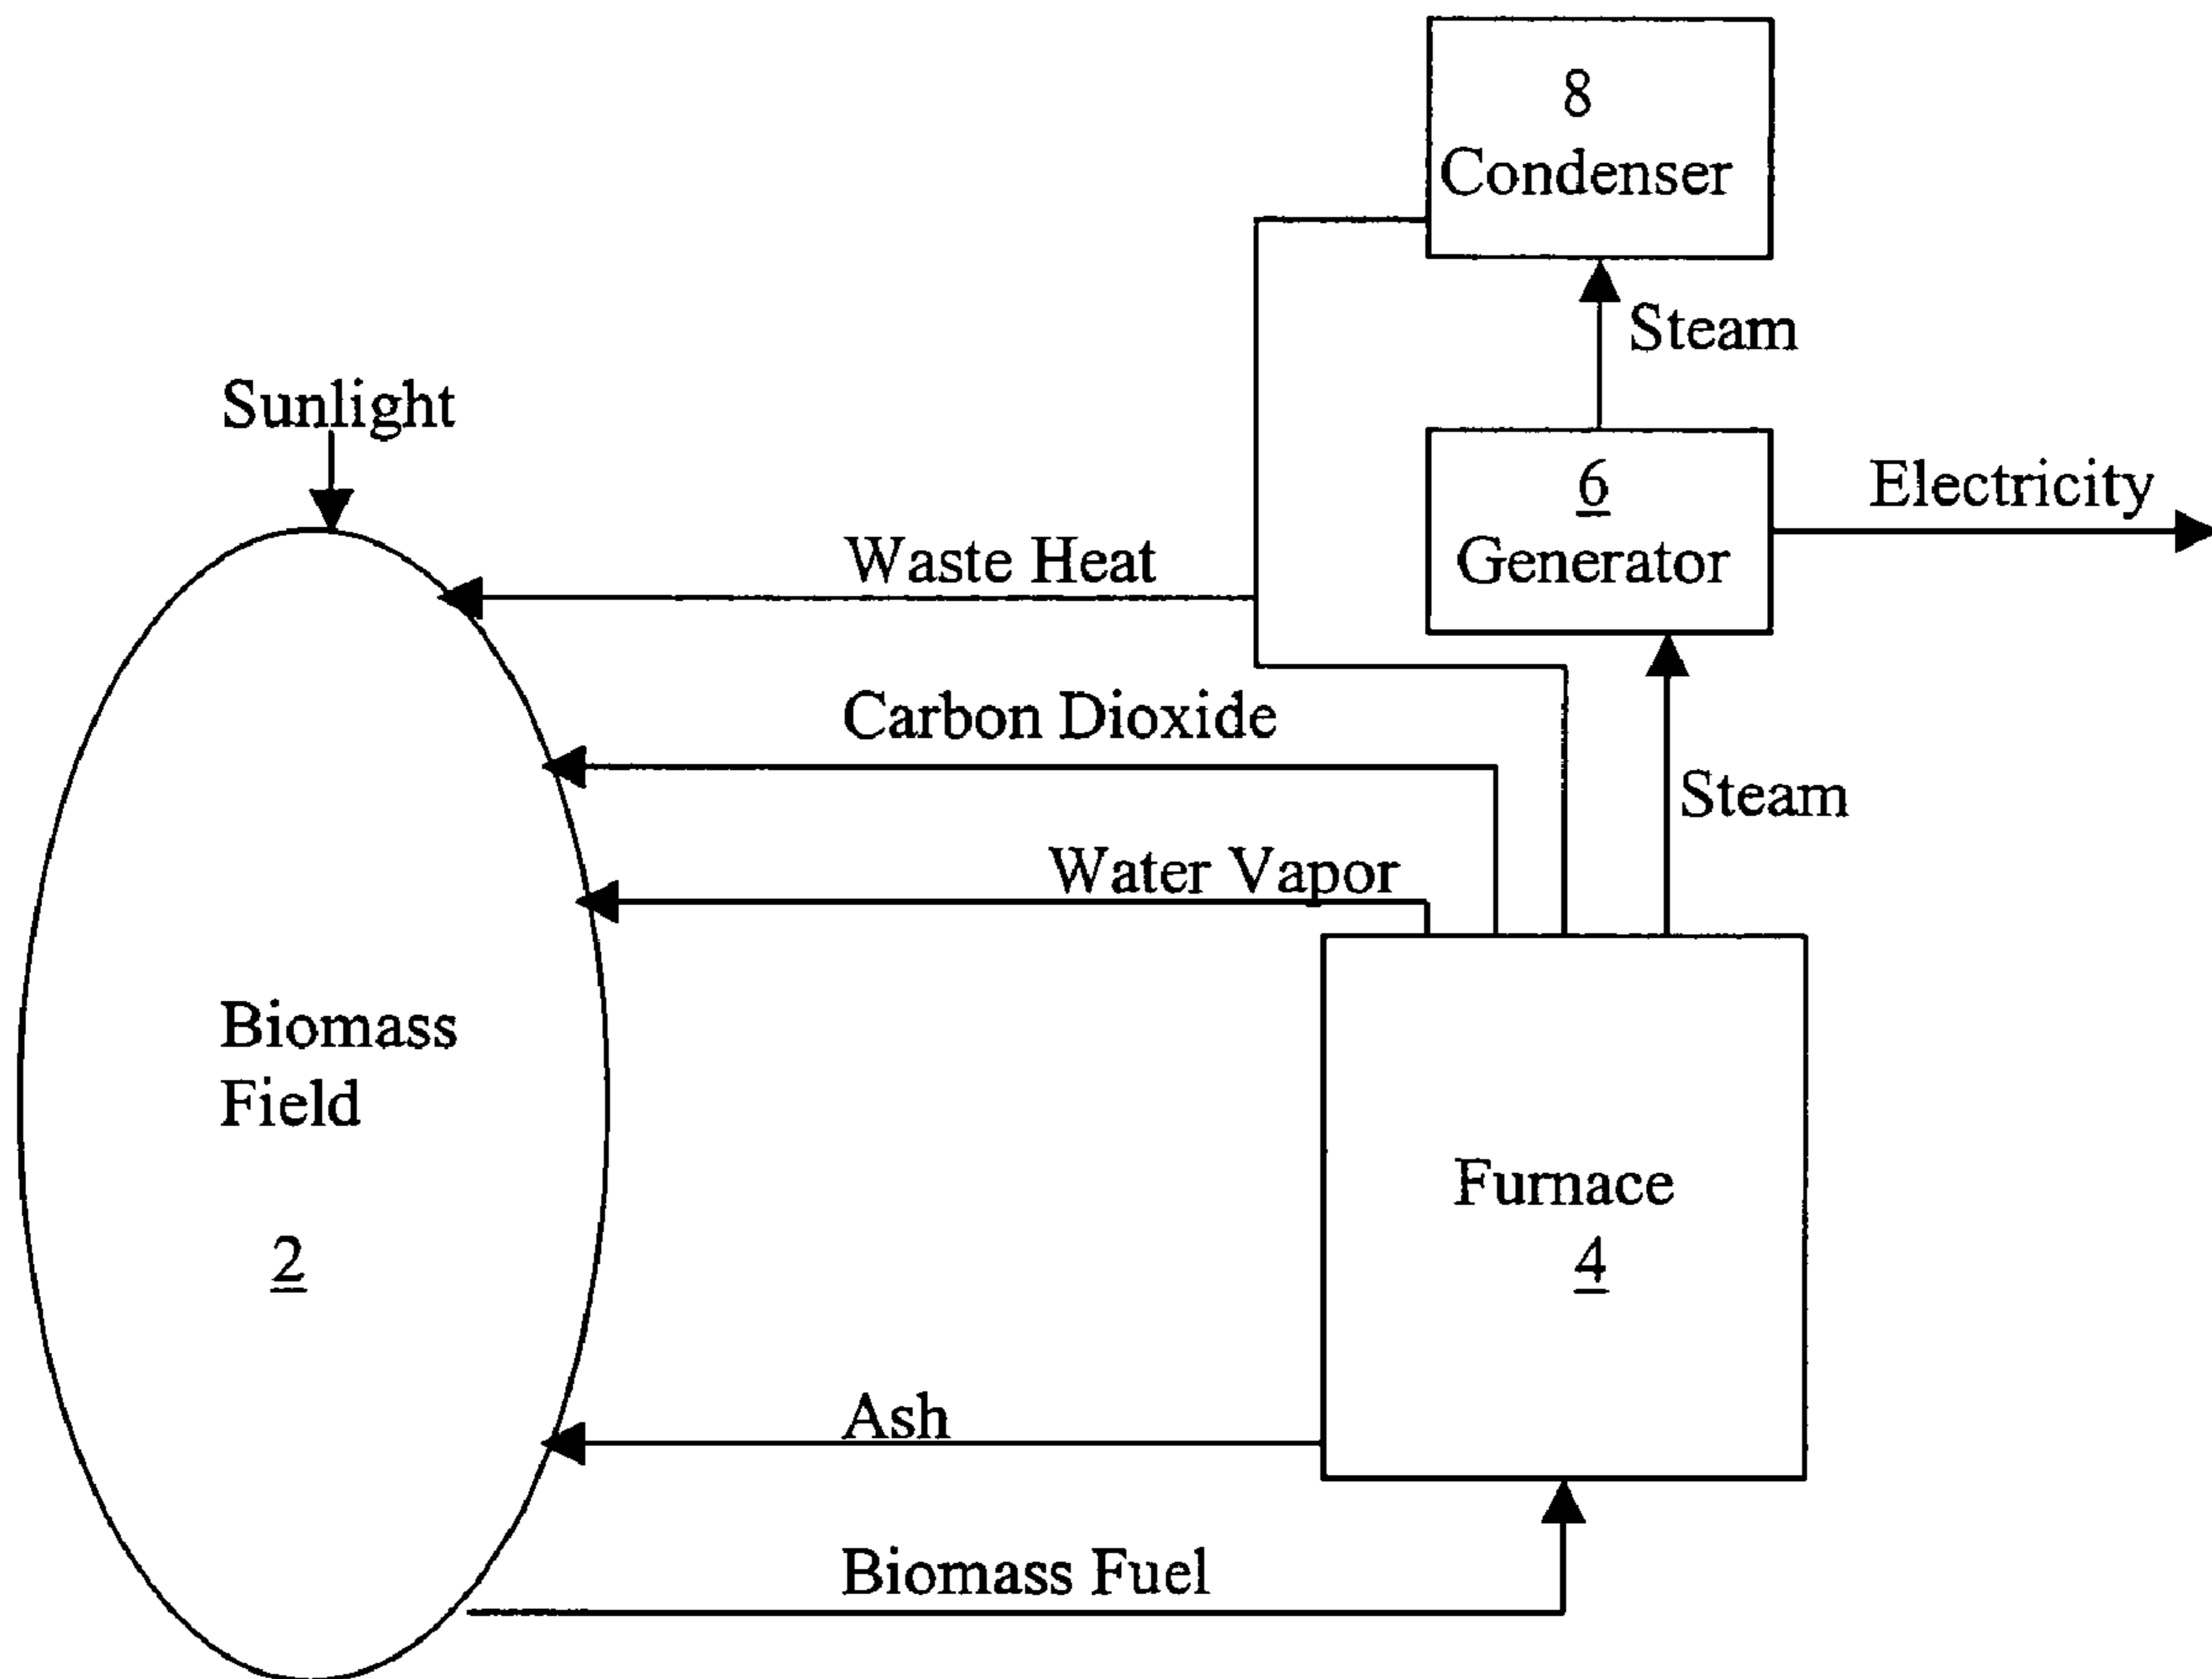 8
Condenser
Steam
Sunlight
6
Generator
Electricity
Waste Heat
Carbon Dioxide
Steam
Water Vapor
Biomass
Field
2
Furnace
4
Ash
Biomass Fuel